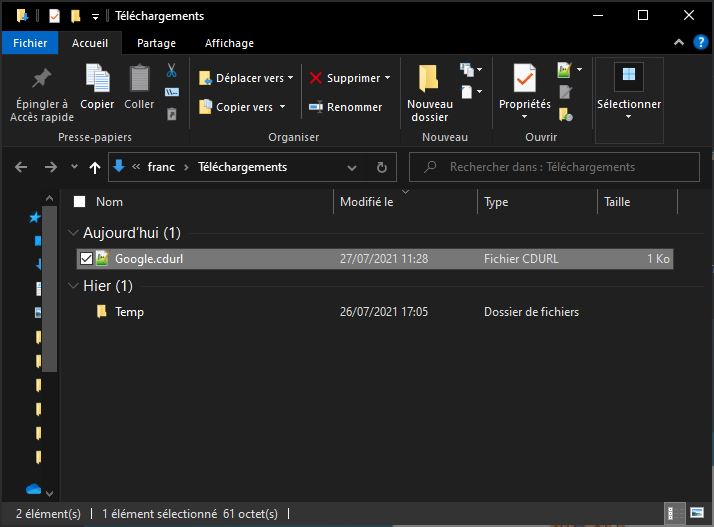 Téléchargements
Fichier Accueil Partage Affichage
Épingler à Accès rapide
Copier
Coller
Déplacer vers
Copier vers
Supprimer
Renommer
Nouveau dossier
Propriétés
Sélectionner
Presse-papiers Organiser Nouveau Ouvrir
franc Téléchargements Rechercher dans : Téléchargements
Nom Modifié le Type Taille
Aujourd'hui (1)
Google.cdurl 27/07/2021 11:28 Fichier CDURL 1 Ko
Hier (1)
Temp 26/07/2021 17:05 Dossier de fichiers
2 élément(s) 1 élément sélectionné 61 octet(s)